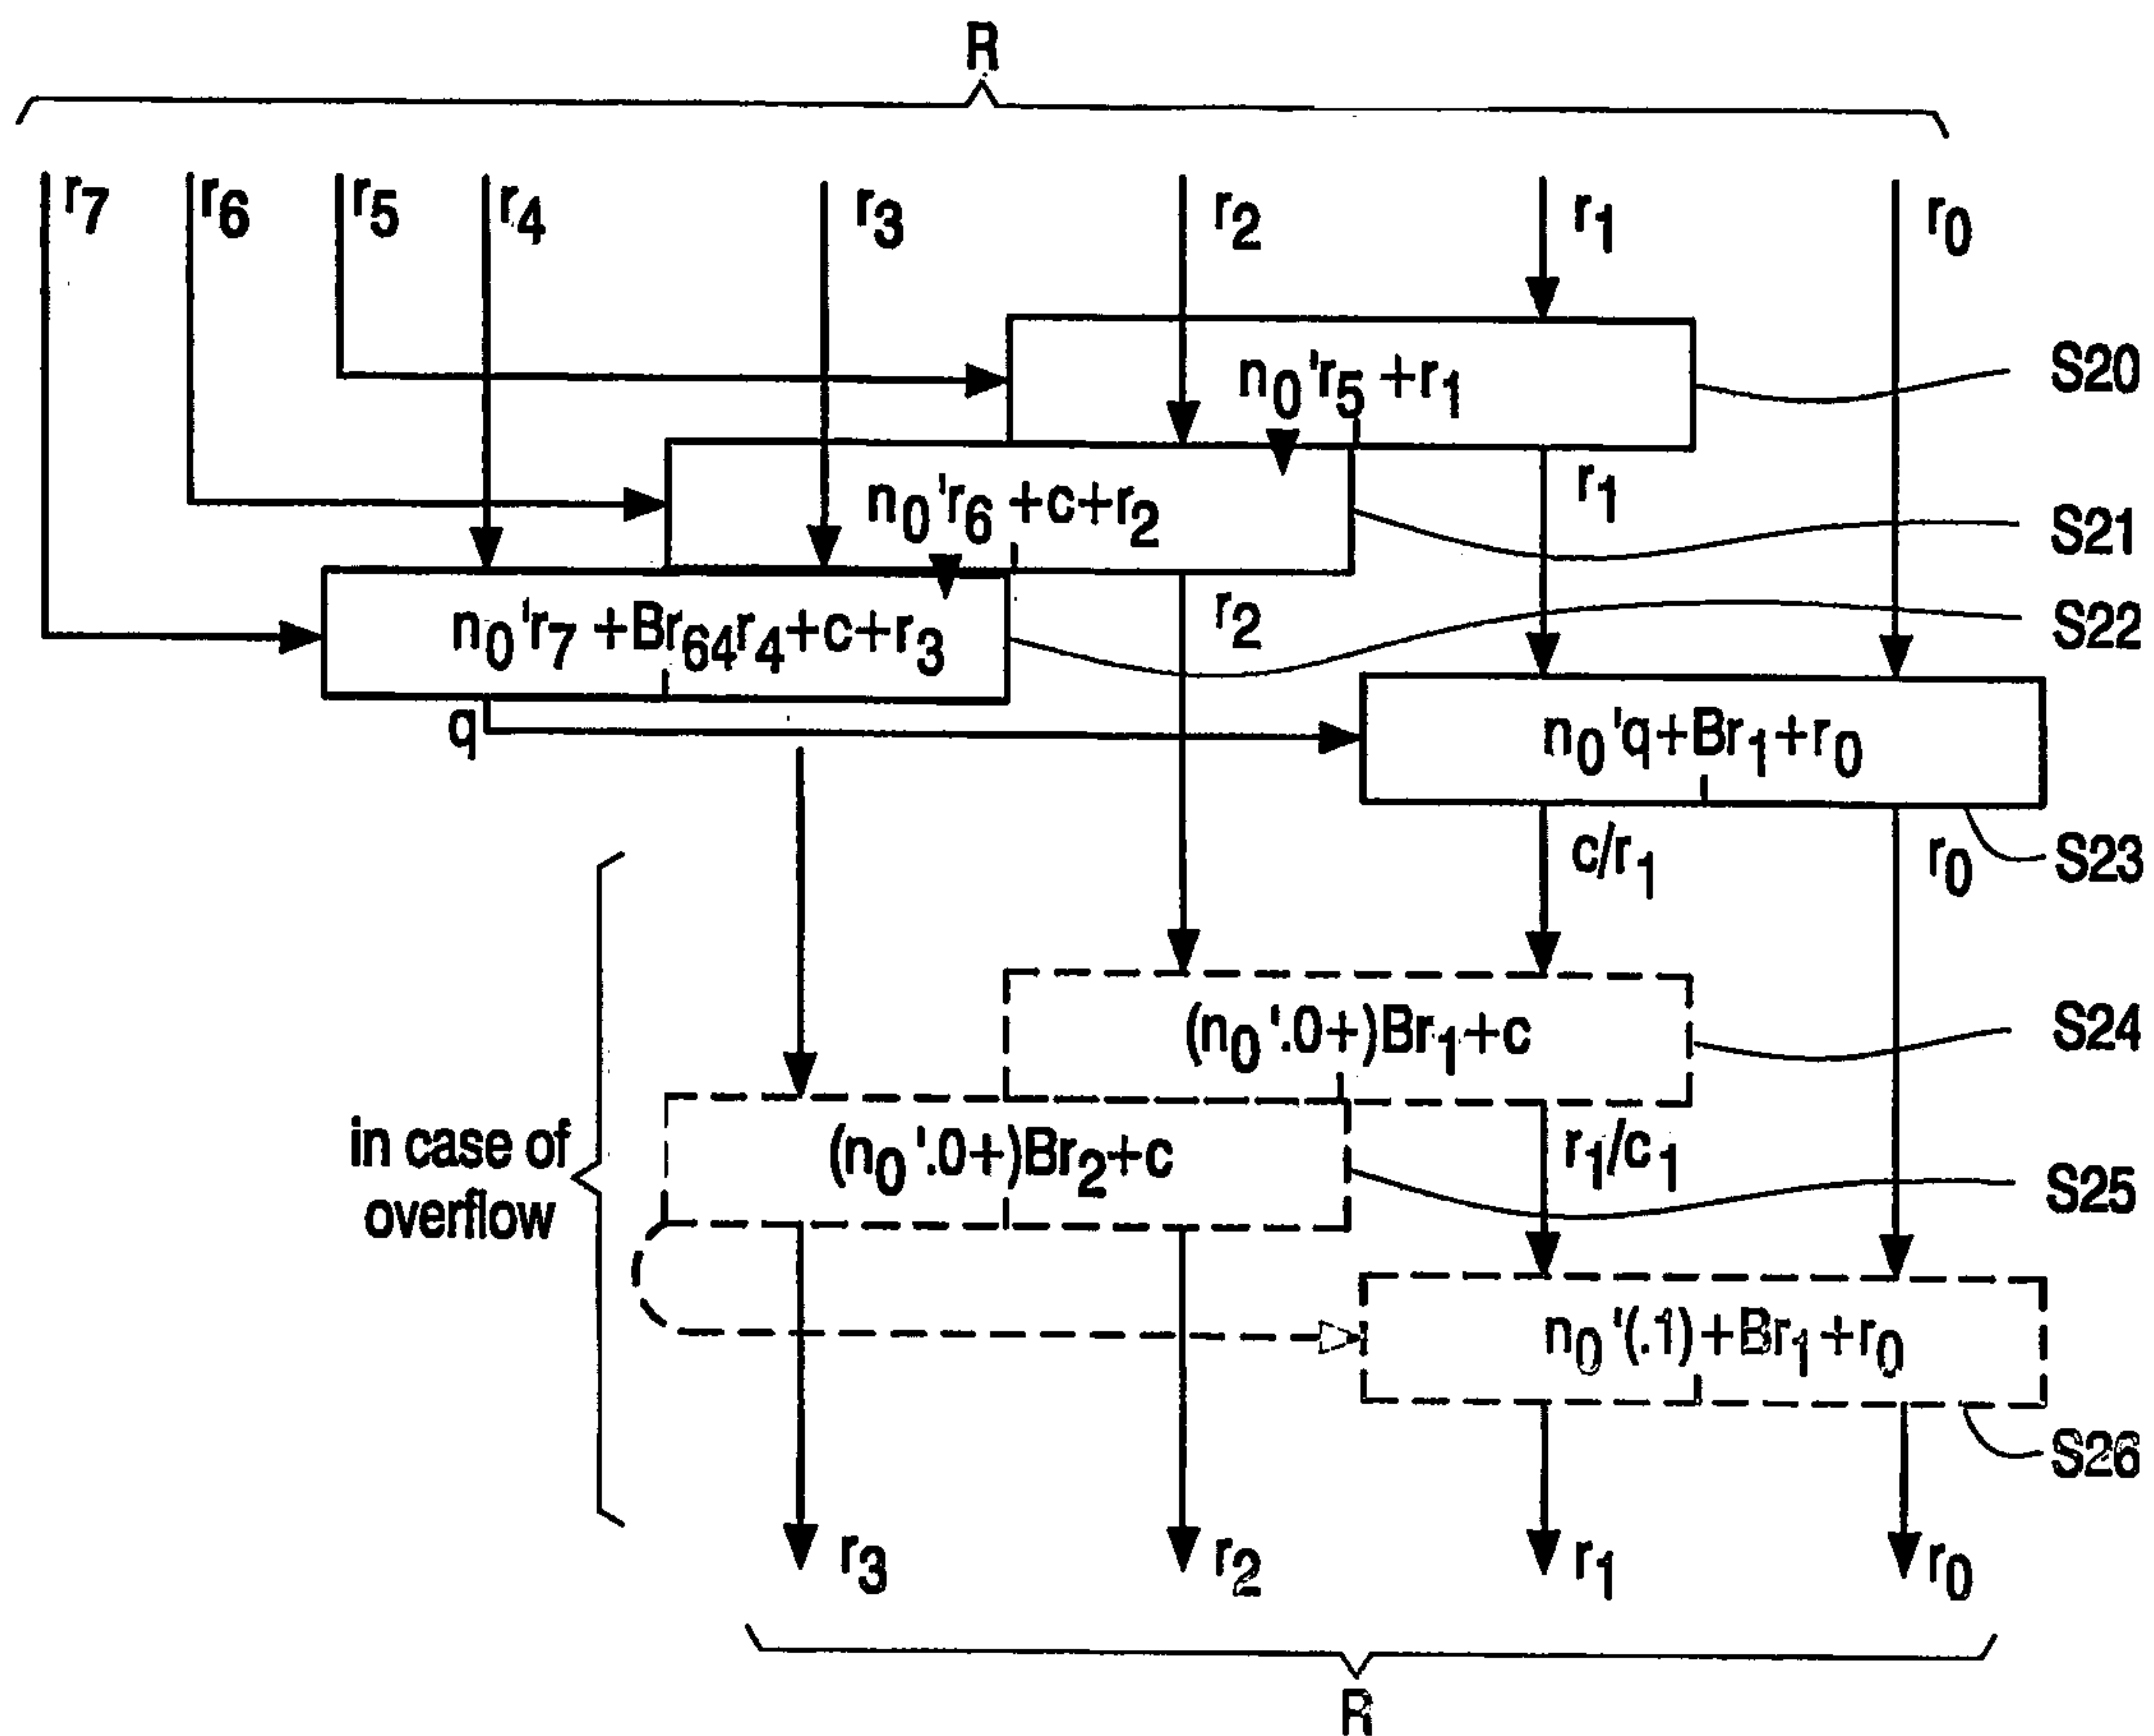 R
r7 r6 r5 r4 r3 r2 r1 r0
n0'r5 +r1
S20
n0'r6 +c+r2
r1
S21
n0'r7 +Br64r4+c+r3
r2
S22
q
n0'q+Br1+r0
c/r1
r0
S23
(n0'.0+)Br1+c
S24
in case of
overflow
(n0'.0+)Br2+c
r1/c1
S25
n0'(.1)+Br1+r0
S26
r3 r2 r1 r0
R